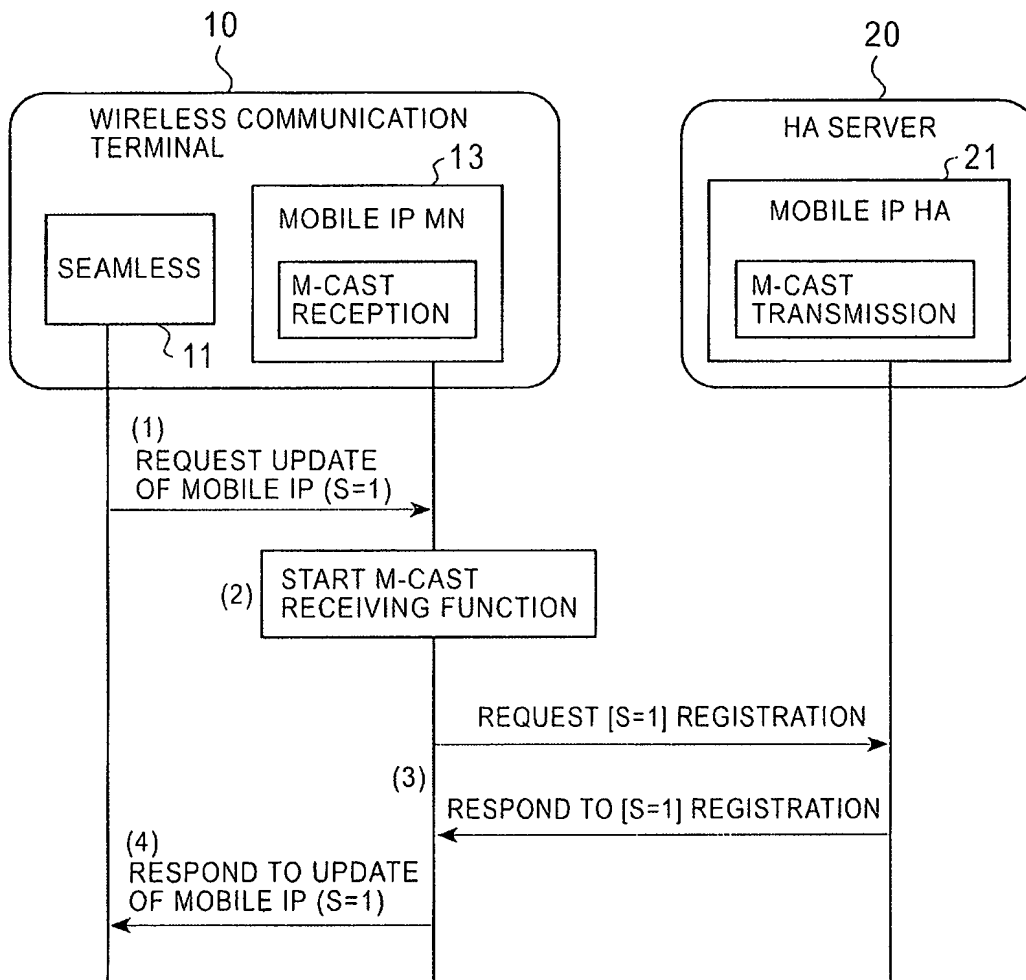 10
20
WIRELESS COMMUNICATION
TERMINAL
HA SERVER
13
21
SEAMLESS
MOBILE IP MN
MOBILE IP HA
M-CAST
RECEPTION
M-CAST
TRANSMISSION
11
(1)
REQUEST UPDATE
OF MOBILE IP (S=1)
(2)
START M-CAST
RECEIVING FUNCTION
REQUEST [S=1] REGISTRATION
(3)
RESPOND TO [S=1] REGISTRATION
(4)
RESPOND TO UPDATE
OF MOBILE IP (S=1)